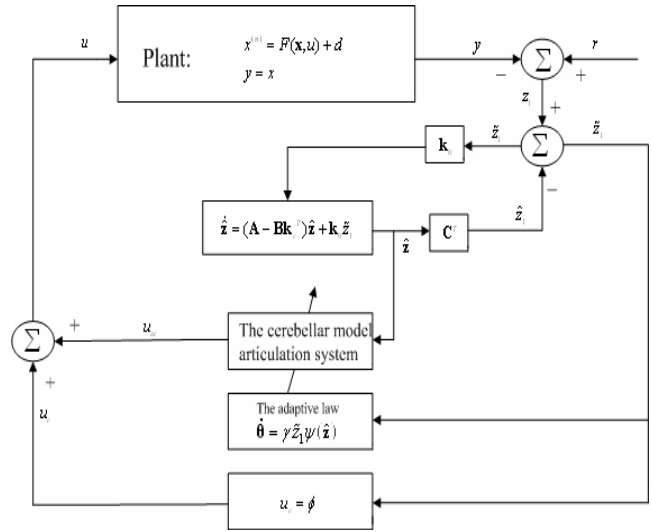 u
Plant:
x⁽ⁿ⁾ = F(x,u) + d
y = x
y
r
Σ
−
+
z₁
+
k₀
z̃₁
Σ
z̃₁
−
ż̂ = (A − Bk_cᵀ)ẑ + k₀z̃₁
ẑ
Cᵀ
ẑ₁
Σ
+
u
The cerebellar model
articulation system
+
u
The adaptive law
θ̇ = γz̃₁ψ(ẑ)
u = ϕ